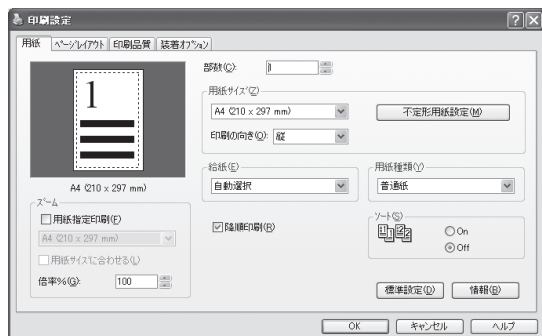 印刷設定
用紙 ページレイアウト 印刷品質 装着オプション
1
A4 (210 x 297 mm)
ズーム
用紙指定印刷(F)
A4 (210 x 297 mm)
用紙サイズに合わせる(L)
倍率%(G): 100
部数(C): 1
用紙サイズ(Z)
A4 (210 x 297 mm) 不定形用紙設定(M)
印刷の向き(O): 縦
給紙(E)
自動選択
用紙種類(Y)
普通紙
降順印刷(R)
ソート(S)
1 1 2 2
On
Off
標準設定(D) 情報(B)
OK キャンセル ヘルプ